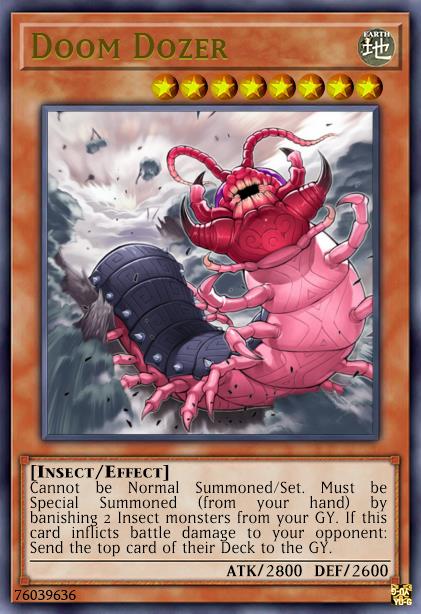 DOOM DOZER
EARTH
地
[INSECT/EFFECT]
Cannot be Normal Summoned/Set. Must be
Special Summoned (from your hand) by
banishing 2 Insect monsters from your GY. If this
card inflicts battle damage to your opponent:
Send the top card of their Deck to the GY.
ATK/2800 DEF/2600
76039636